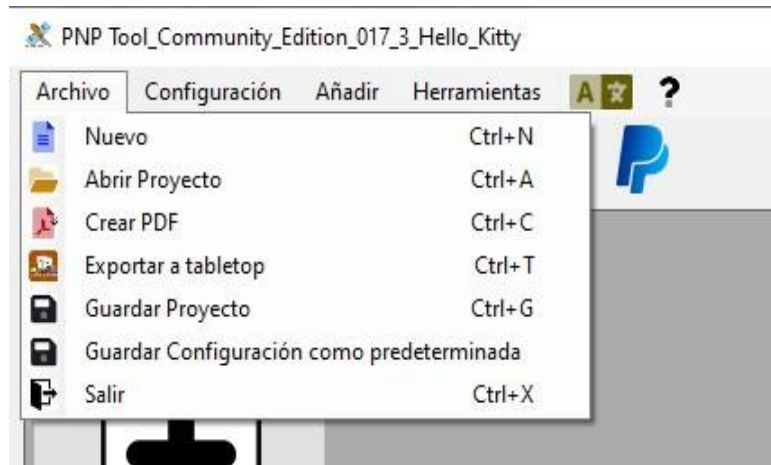 PNP Tool_Community_Edition_017_3_Hello_Kitty
Archivo Configuración Añadir Herramientas A 文 ?
Nuevo Ctrl+N
Abrir Proyecto Ctrl+A
Crear PDF Ctrl+C
Exportar a tabletop Ctrl+T
Guardar Proyecto Ctrl+G
Guardar Configuración como predeterminada
Salir Ctrl+X